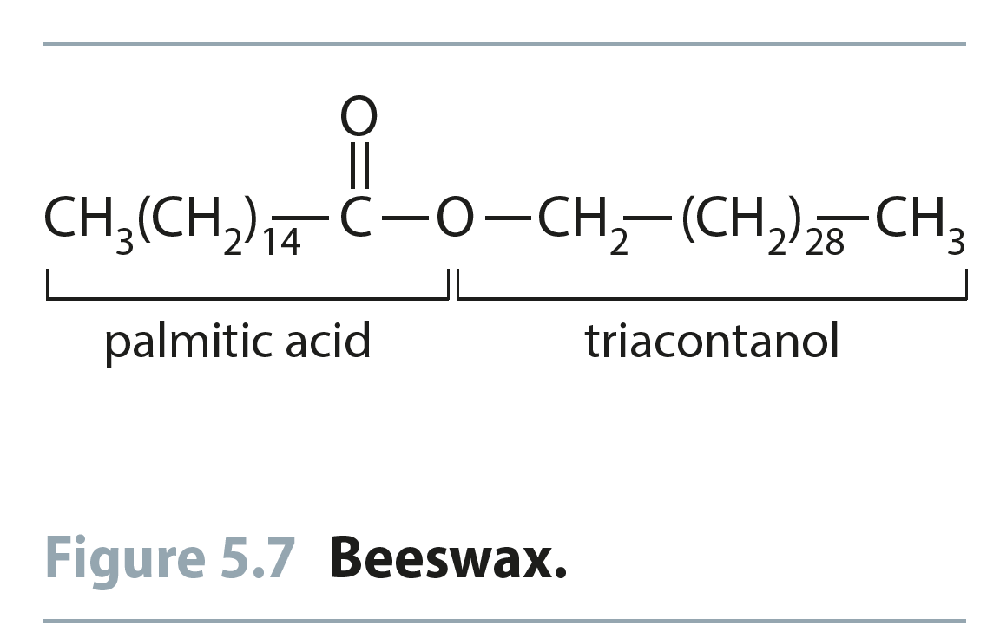 O
CH₃(CH₂)₁₄—C—O—CH₂—(CH₂)₂₈—CH₃
palmitic acid triacontanol
Figure 5.7 Beeswax.